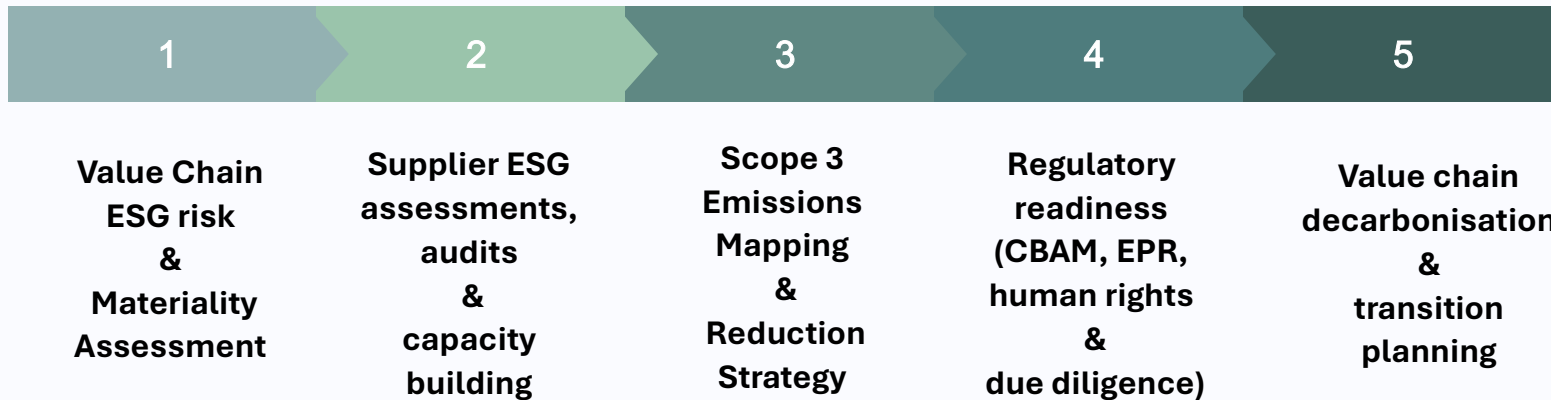 1
2
3
4
5
Value Chain
ESG risk
&
Materiality
Assessment
Supplier ESG
assessments,
audits
&
capacity
building
Scope 3
Emissions
Mapping
&
Reduction
Strategy
Regulatory
readiness
(CBAM, EPR,
human rights
&
due diligence)
Value chain
decarbonisation
&
transition
planning